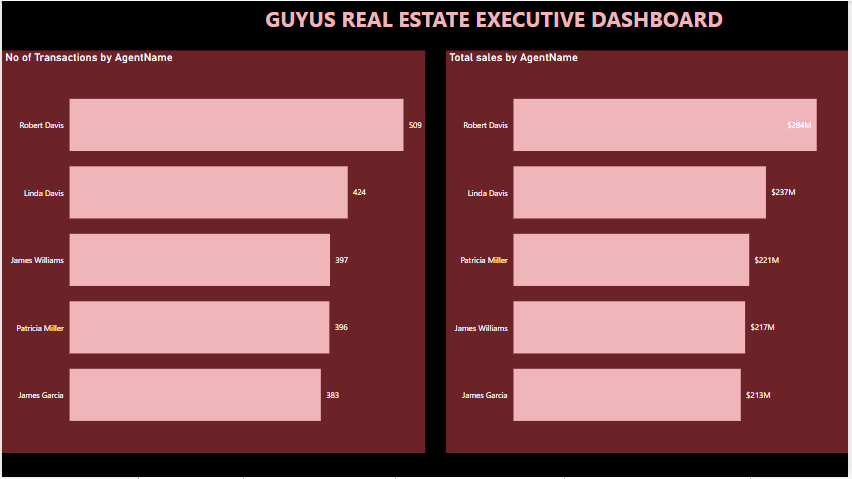 GUYUS REAL ESTATE EXECUTIVE DASHBOARD
No of Transactions by AgentName
Robert Davis 509
Linda Davis 424
James Williams 397
Patricia Miller 396
James Garcia 383
Total sales by AgentName
Robert Davis $284M
Linda Davis $237M
Patricia Miller $221M
James Williams $217M
James Garcia $213M